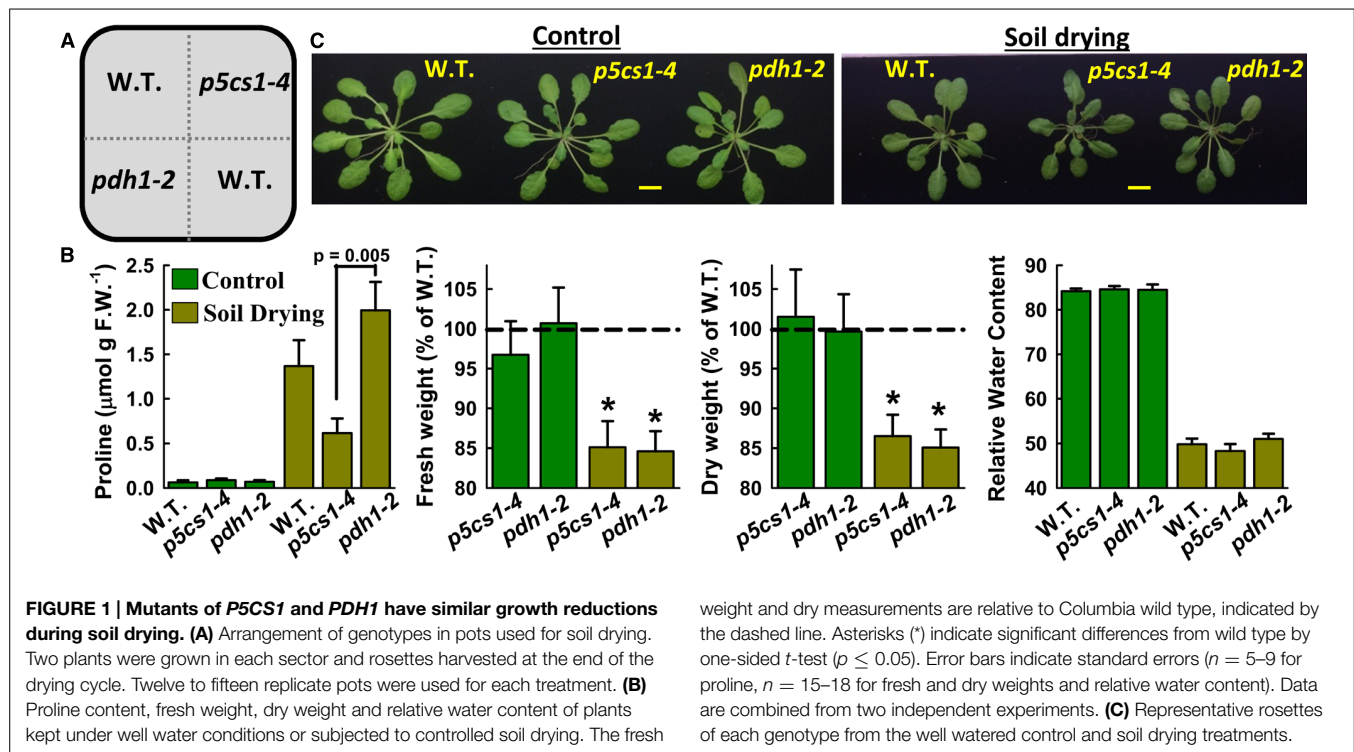 A
W.T.
p5cs1-4
pdh1-2
W.T.
C
Control
Soil drying
W.T.
p5cs1-4
pdh1-2
W.T.
p5cs1-4
pdh1-2
B
Proline (μmol g F.W.⁻¹)
2.5
2.0
1.5
1.0
0.5
0.0
Control
Soil Drying
p = 0.005
W.T.
p5cs1-4
pdh1-2
W.T.
p5cs1-4
pdh1-2
Fresh weight (% of W.T.)
105
100
95
90
85
80
*
*
p5cs1-4
pdh1-2
p5cs1-4
pdh1-2
Dry weight (% of W.T.)
105
100
95
90
85
80
*
*
p5cs1-4
pdh1-2
p5cs1-4
pdh1-2
Relative Water Content
90
80
70
60
50
40
W.T.
p5cs1-4
pdh1-2
W.T.
p5cs1-4
pdh1-2
FIGURE 1 | Mutants of P5CS1 and PDH1 have similar growth reductions
during soil drying. (A) Arrangement of genotypes in pots used for soil drying.
Two plants were grown in each sector and rosettes harvested at the end of the
drying cycle. Twelve to fifteen replicate pots were used for each treatment. (B)
Proline content, fresh weight, dry weight and relative water content of plants
kept under well water conditions or subjected to controlled soil drying. The fresh
weight and dry measurements are relative to Columbia wild type, indicated by
the dashed line. Asterisks (*) indicate significant differences from wild type by
one-sided t-test (p ≤ 0.05). Error bars indicate standard errors (n = 5–9 for
proline, n = 15–18 for fresh and dry weights and relative water content). Data
are combined from two independent experiments. (C) Representative rosettes
of each genotype from the well watered control and soil drying treatments.